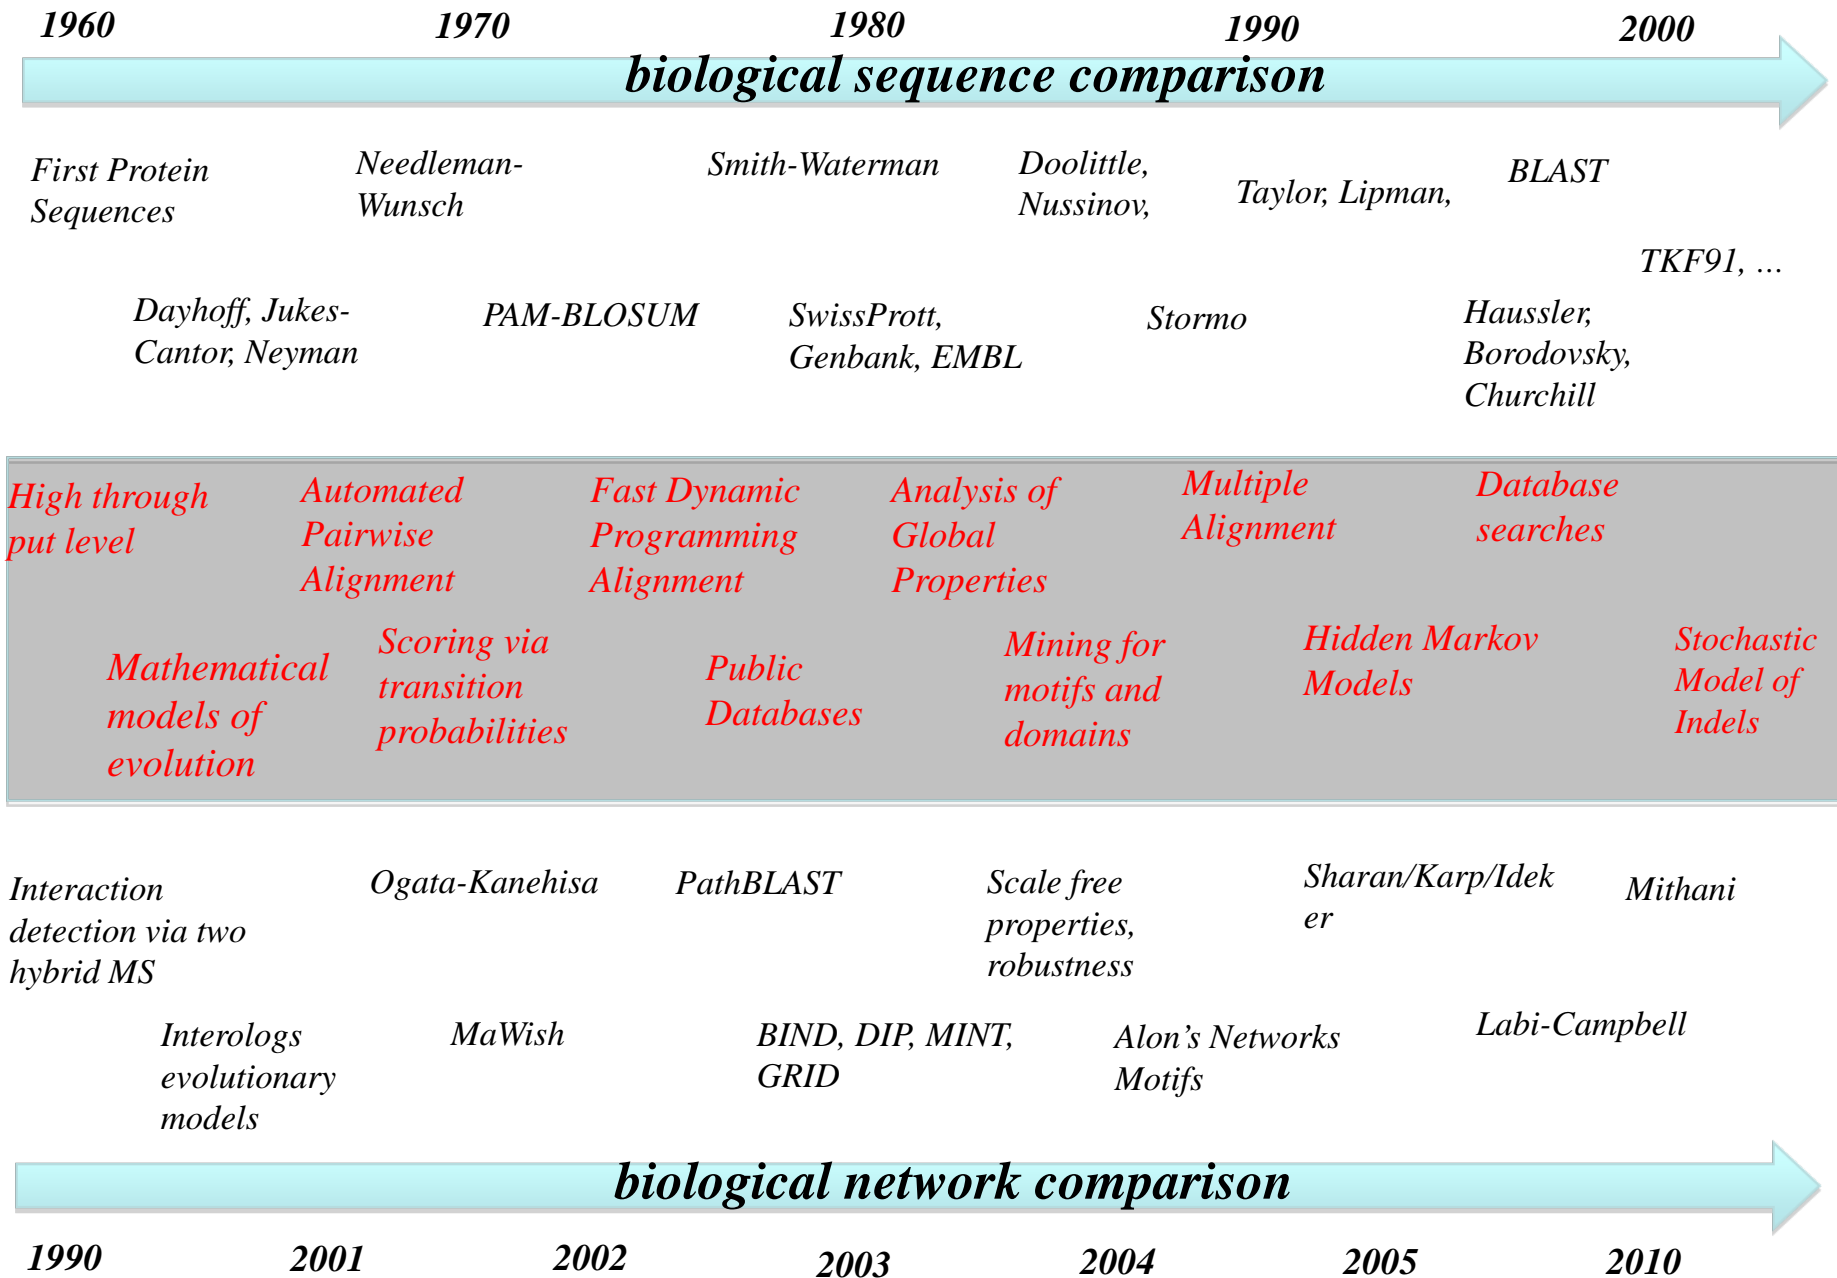 1960 1970 1980 1990 2000
biological sequence comparison
First Protein
Sequences
Needleman-
Wunsch
Smith-Waterman
Doolittle,
Nussinov,
Taylor, Lipman,
BLAST
TKF91, ...
Dayhoff, Jukes-
Cantor, Neyman
PAM-BLOSUM
SwissPrott,
Genbank, EMBL
Stormo
Haussler,
Borodovsky,
Churchill
High through
put level
Automated
Pairwise
Alignment
Fast Dynamic
Programming
Alignment
Analysis of
Global
Properties
Multiple
Alignment
Database
searches
Mathematical
models of
evolution
Scoring via
transition
probabilities
Public
Databases
Mining for
motifs and
domains
Hidden Markov
Models
Stochastic
Model of
Indels
Interaction
detection via two
hybrid MS
Ogata-Kanehisa
PathBLAST
Scale free
properties,
robustness
Sharan/Karp/Idek
er
Mithani
Interologs
evolutionary
models
MaWish
BIND, DIP, MINT,
GRID
Alon's Networks
Motifs
Labi-Campbell
biological network comparison
1990 2001 2002 2003 2004 2005 2010